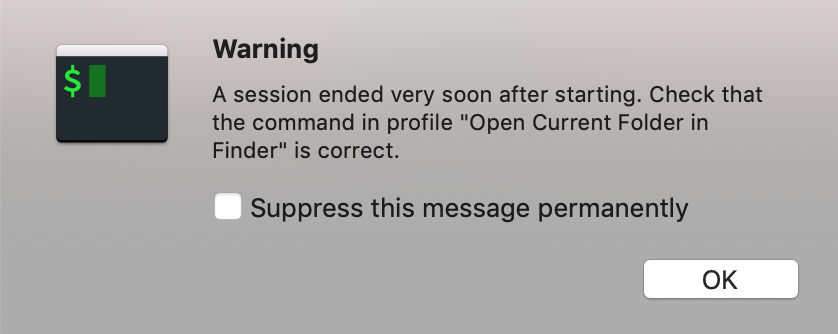 $
Warning
A session ended very soon after starting. Check that
the command in profile "Open Current Folder in
Finder" is correct.
Suppress this message permanently
OK